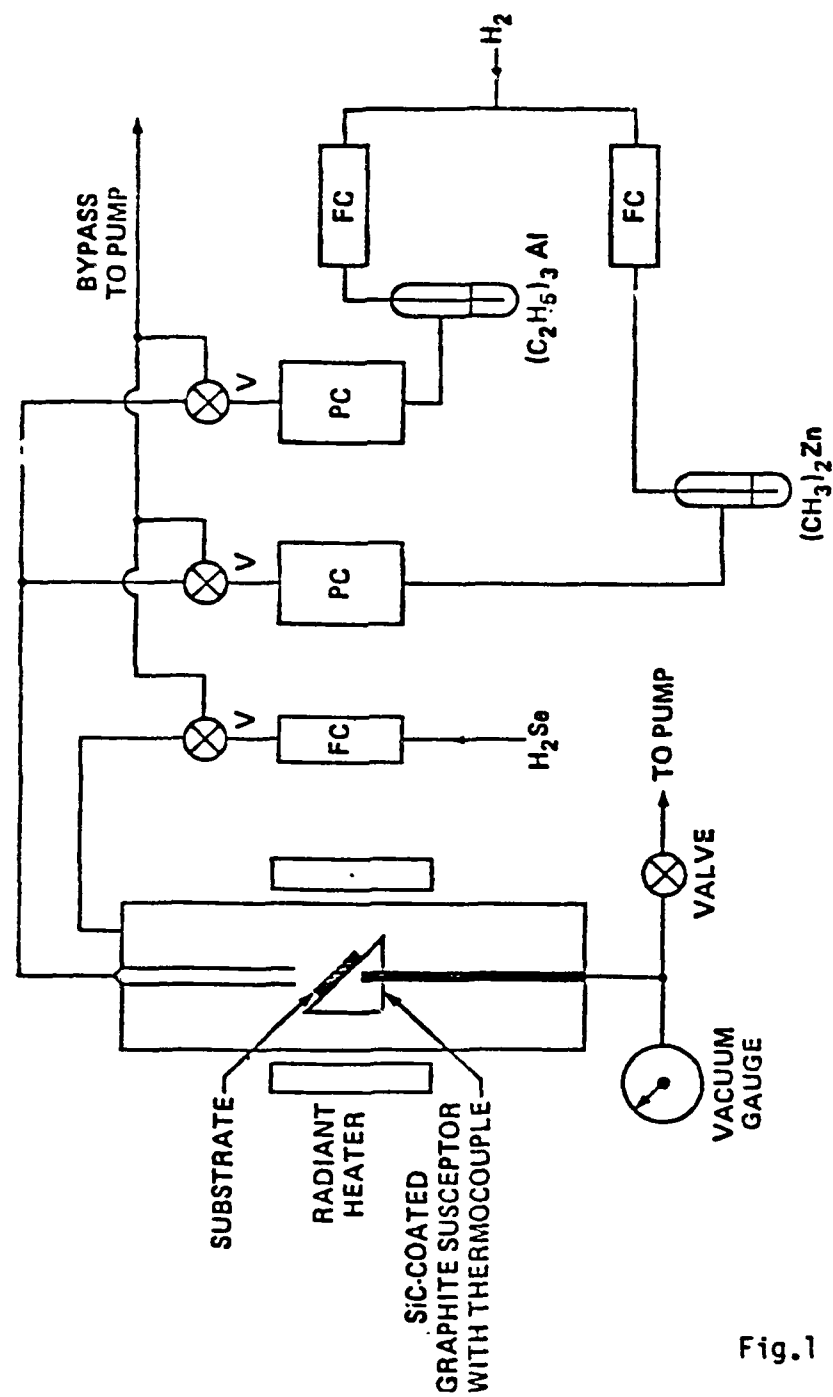 BYPASS
TO PUMP
H₂
FC
FC
(C₂H₅)₃ Al
V
PC
V
PC
(CH₃)₂Zn
V
FC
H₂Se
TO PUMP
VALVE
SUBSTRATE
RADIANT
HEATER
SiC-COATED
GRAPHITE SUSCEPTOR
WITH THERMOCOUPLE
VACUUM
GAUGE
Fig.1